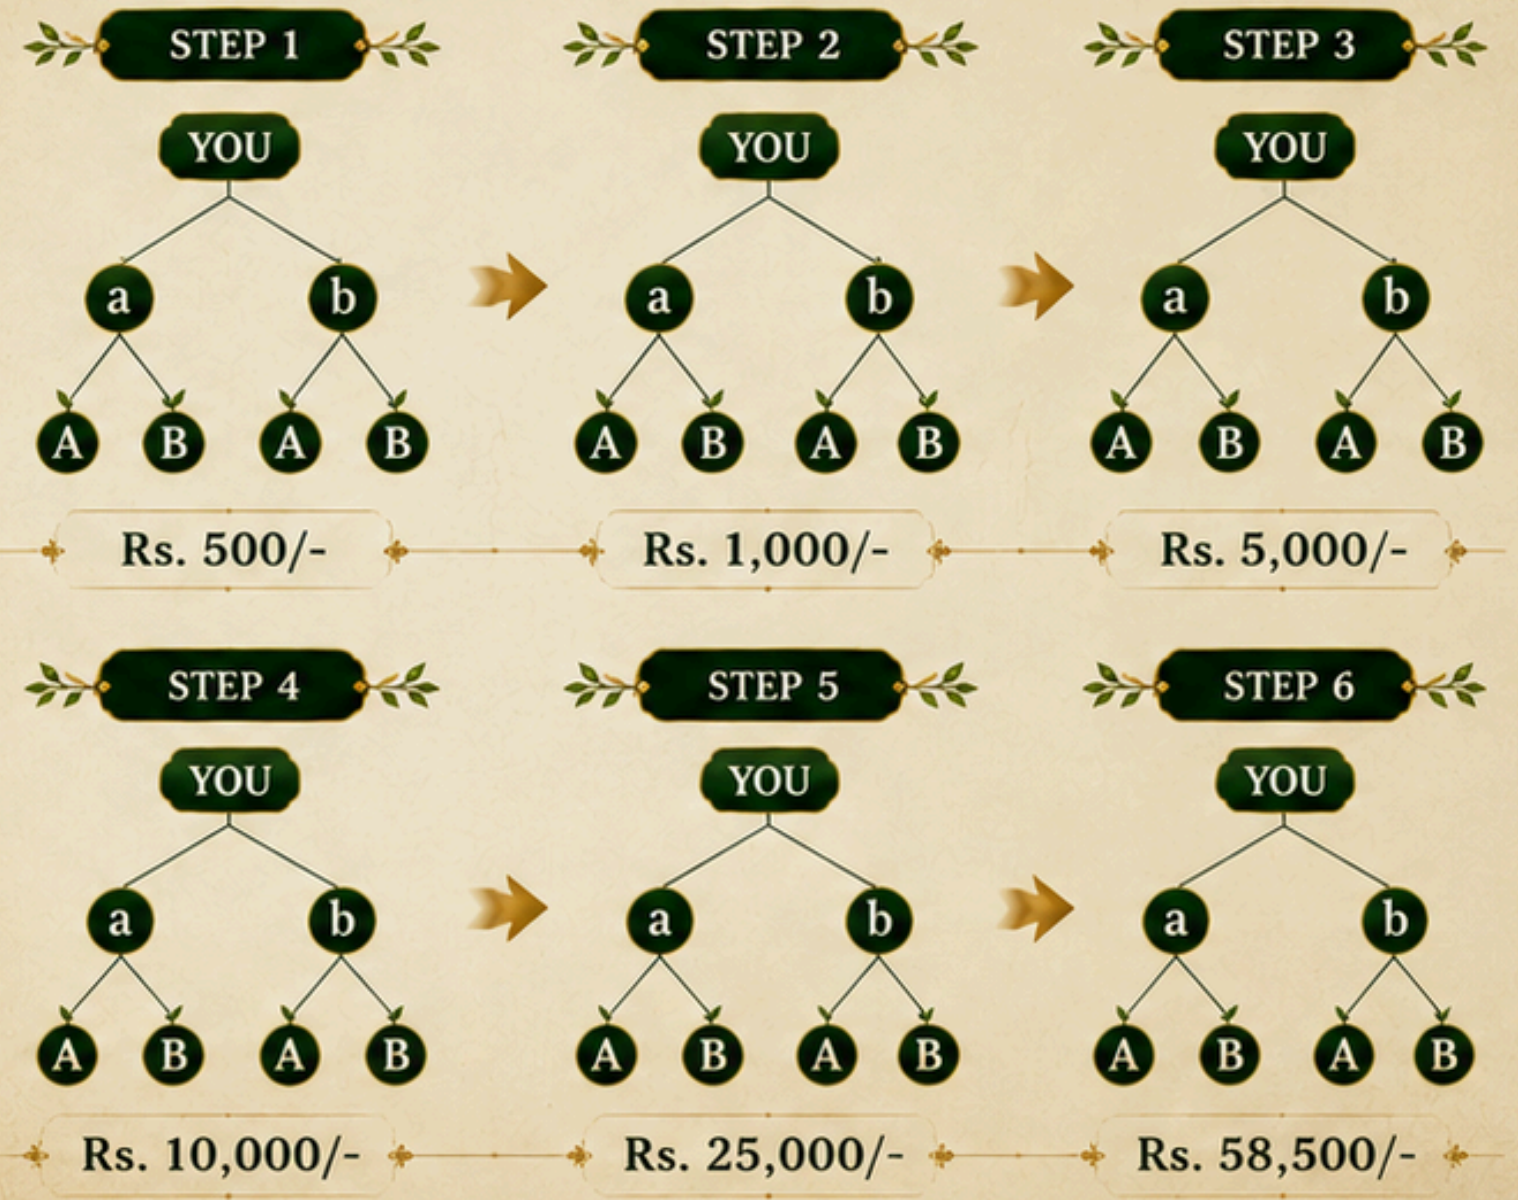 STEP 1 STEP 2 STEP 3
YOU YOU YOU
a b a b a b
A B A B A B A B A B A B
Rs. 500/- Rs. 1,000/- Rs. 5,000/-
STEP 4 STEP 5 STEP 6
YOU YOU YOU
a b a b a b
A B A B A B A B A B A B
Rs. 10,000/- Rs. 25,000/- Rs. 58,500/-